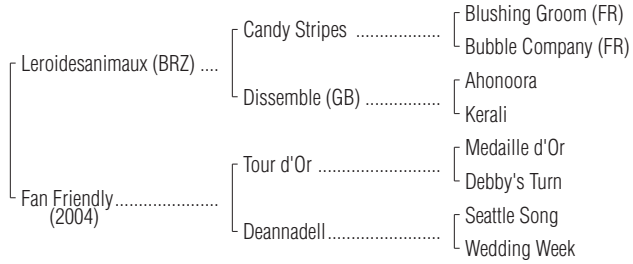 Blushing Groom (FR)
Candy Stripes ..................
Bubble Company (FR)
Leroidesanimaux (BRZ) ....
Ahonoora
Dissemble (GB) ................
Kerali
Medaille d'Or
Tour d'Or ..........................
Debby's Turn
Fan Friendly......................
(2004)
Seattle Song
Deannadell........................
Wedding Week